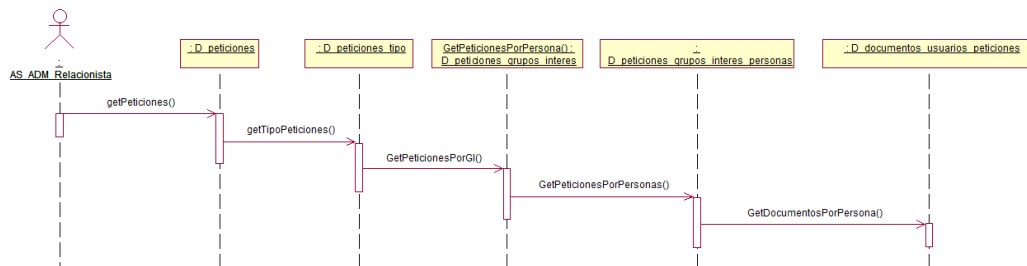 : D_peticiones
: D_peticiones_tipo
GetPeticionesPorPersona() :
D_peticiones_grupos_interes
:
D_peticiones_grupos_interes_personas
: D_documentos_usuarios_peticiones
:
AS_ADM_Relacionista
getPeticiones()
getTipoPeticiones()
GetPeticionesPorGI()
GetPeticionesPorPersonas()
GetDocumentosPorPersona()